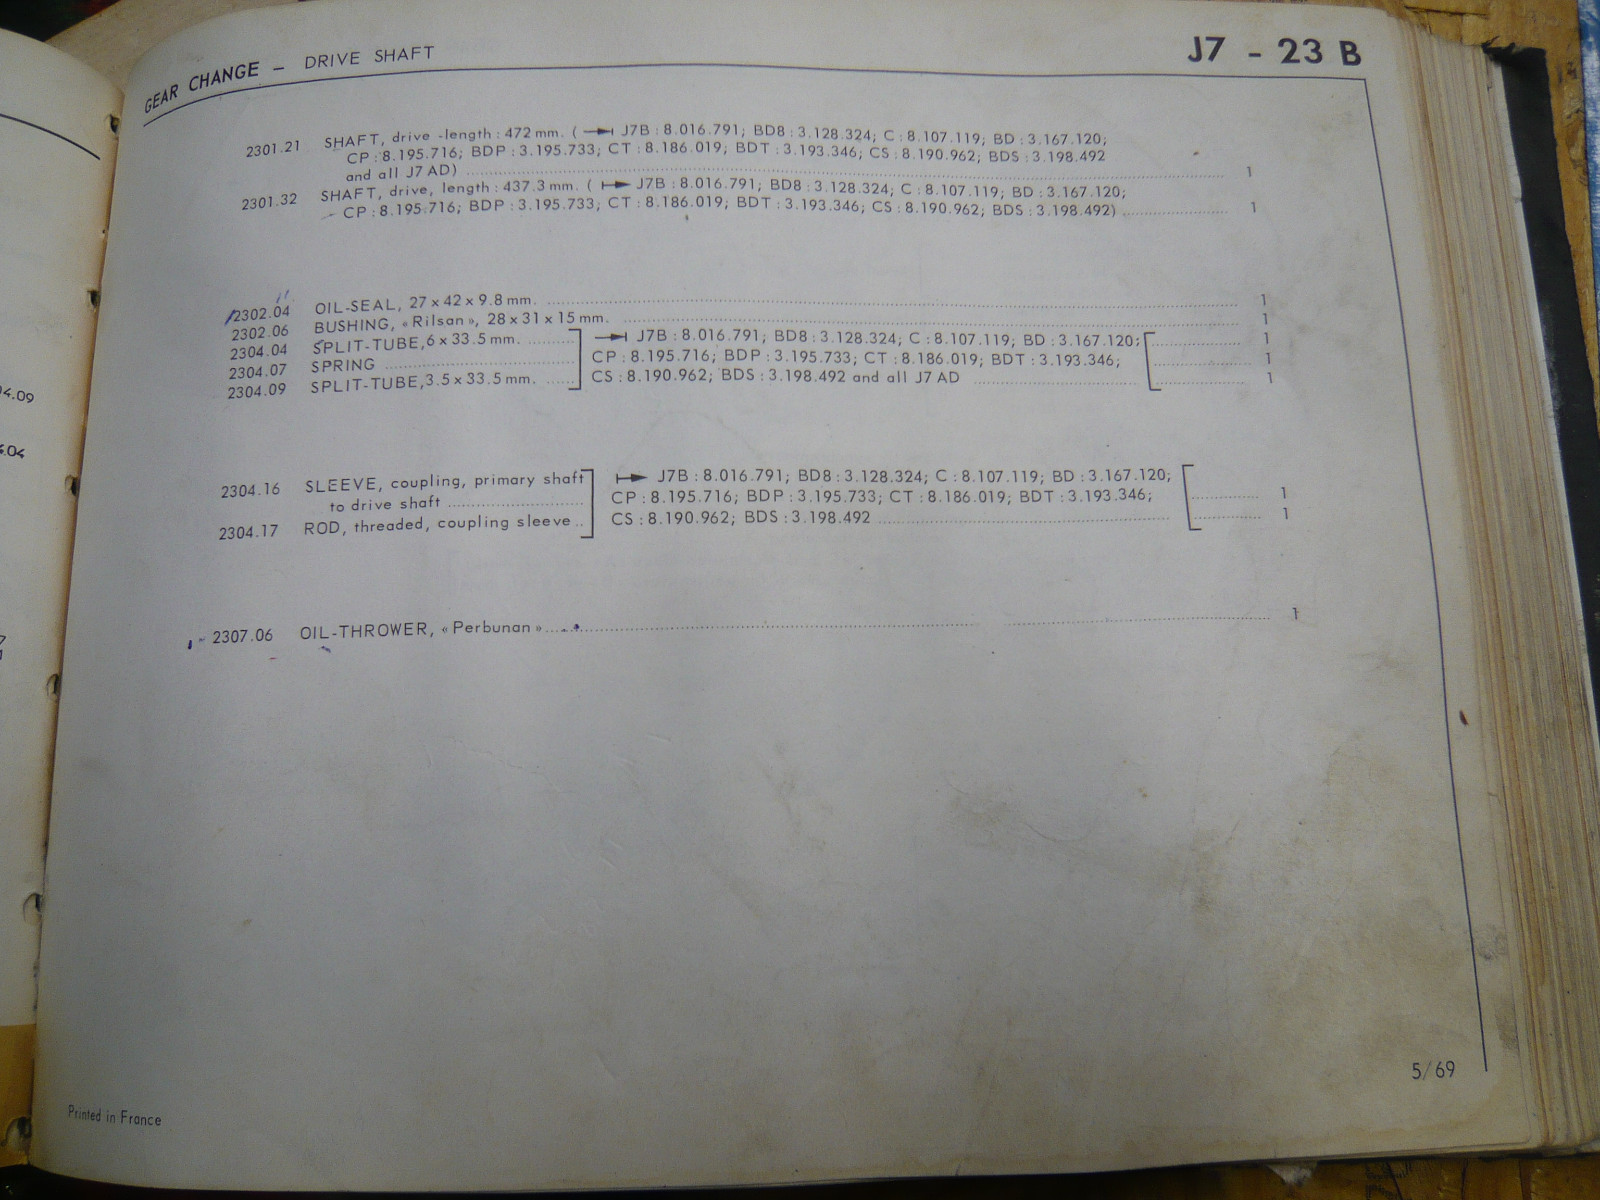 GEAR CHANGE – DRIVE SHAFT
J7 - 23 B
2301.21 SHAFT, drive -length : 472 mm. ( → J7B : 8.016.791; BD8 : 3.128.324; C : 8.107.119; BD : 3.167.120;
CP : 8.195.716; BDP : 3.195.733; CT : 8.186.019; BDT : 3.193.346; CS : 8.190.962; BDS : 3.198.492
and all J7 AD) 1
2301.32 SHAFT, drive, length : 437.3 mm. ( → J7B : 8.016.791; BD8 : 3.128.324; C : 8.107.119; BD : 3.167.120;
CP : 8.195.716; BDP : 3.195.733; CT : 8.186.019; BDT : 3.193.346; CS : 8.190.962; BDS : 3.198.492) 1
2302.04 OIL-SEAL, 27 x 42 x 9.8 mm. 1
2302.06 BUSHING, « Rilsan », 28 x 31 x 15 mm. 1
2304.04 SPLIT-TUBE, 6 x 33.5 mm. → J7B : 8.016.791; BD8 : 3.128.324; C : 8.107.119; BD : 3.167.120; 1
2304.07 SPRING CP : 8.195.716; BDP : 3.195.733; CT : 8.186.019; BDT : 3.193.346; 1
2304.09 SPLIT-TUBE, 3.5 x 33.5 mm. CS : 8.190.962; BDS : 3.198.492 and all J7 AD 1
2304.16 SLEEVE, coupling, primary shaft → J7B : 8.016.791; BD8 : 3.128.324; C : 8.107.119; BD : 3.167.120;
to drive shaft CP : 8.195.716; BDP : 3.195.733; CT : 8.186.019; BDT : 3.193.346; 1
2304.17 ROD, threaded, coupling sleeve CS : 8.190.962; BDS : 3.198.492 1
2307.06 OIL-THROWER, « Perbunan » 1
5/69
Printed in France
04.09